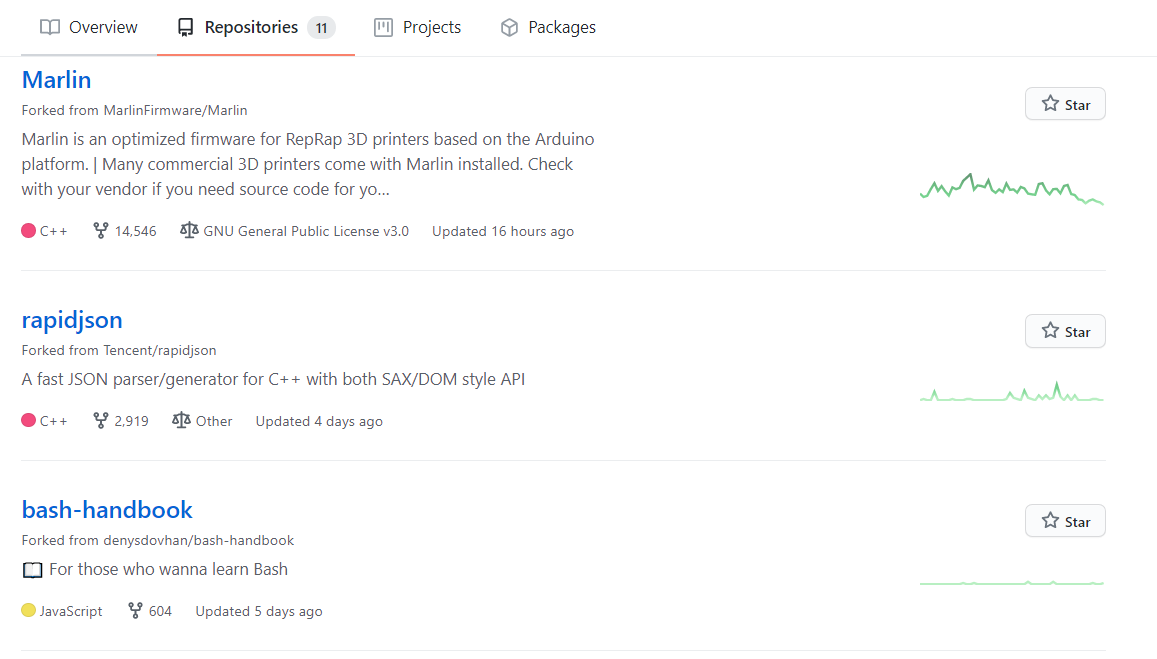 Overview Repositories 11 Projects Packages
Marlin
Star
Forked from MarlinFirmware/Marlin
Marlin is an optimized firmware for RepRap 3D printers based on the Arduino
platform. | Many commercial 3D printers come with Marlin installed. Check
with your vendor if you need source code for yo...
C++ 14,546 GNU General Public License v3.0 Updated 16 hours ago
rapidjson
Star
Forked from Tencent/rapidjson
A fast JSON parser/generator for C++ with both SAX/DOM style API
C++ 2,919 Other Updated 4 days ago
bash-handbook
Star
Forked from denysdovhan/bash-handbook
For those who wanna learn Bash
JavaScript 604 Updated 5 days ago